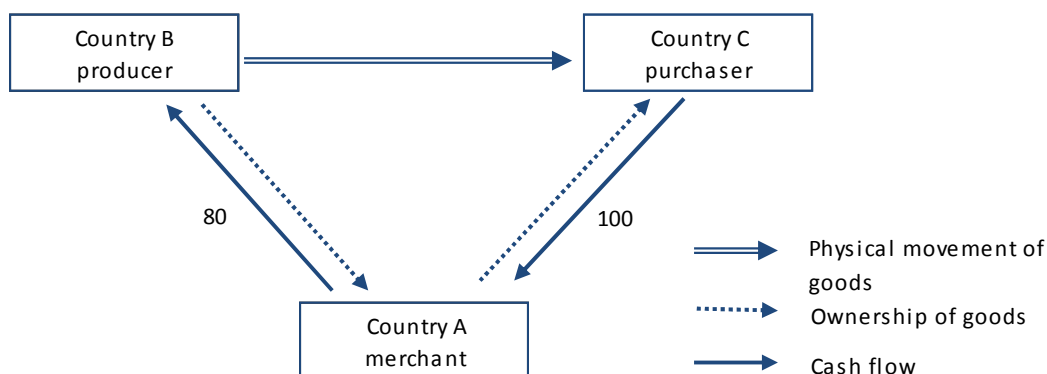 Country B
producer
Country C
purchaser
80
100
Physical movement of
goods
Ownership of goods
Country A
merchant
Cash flow